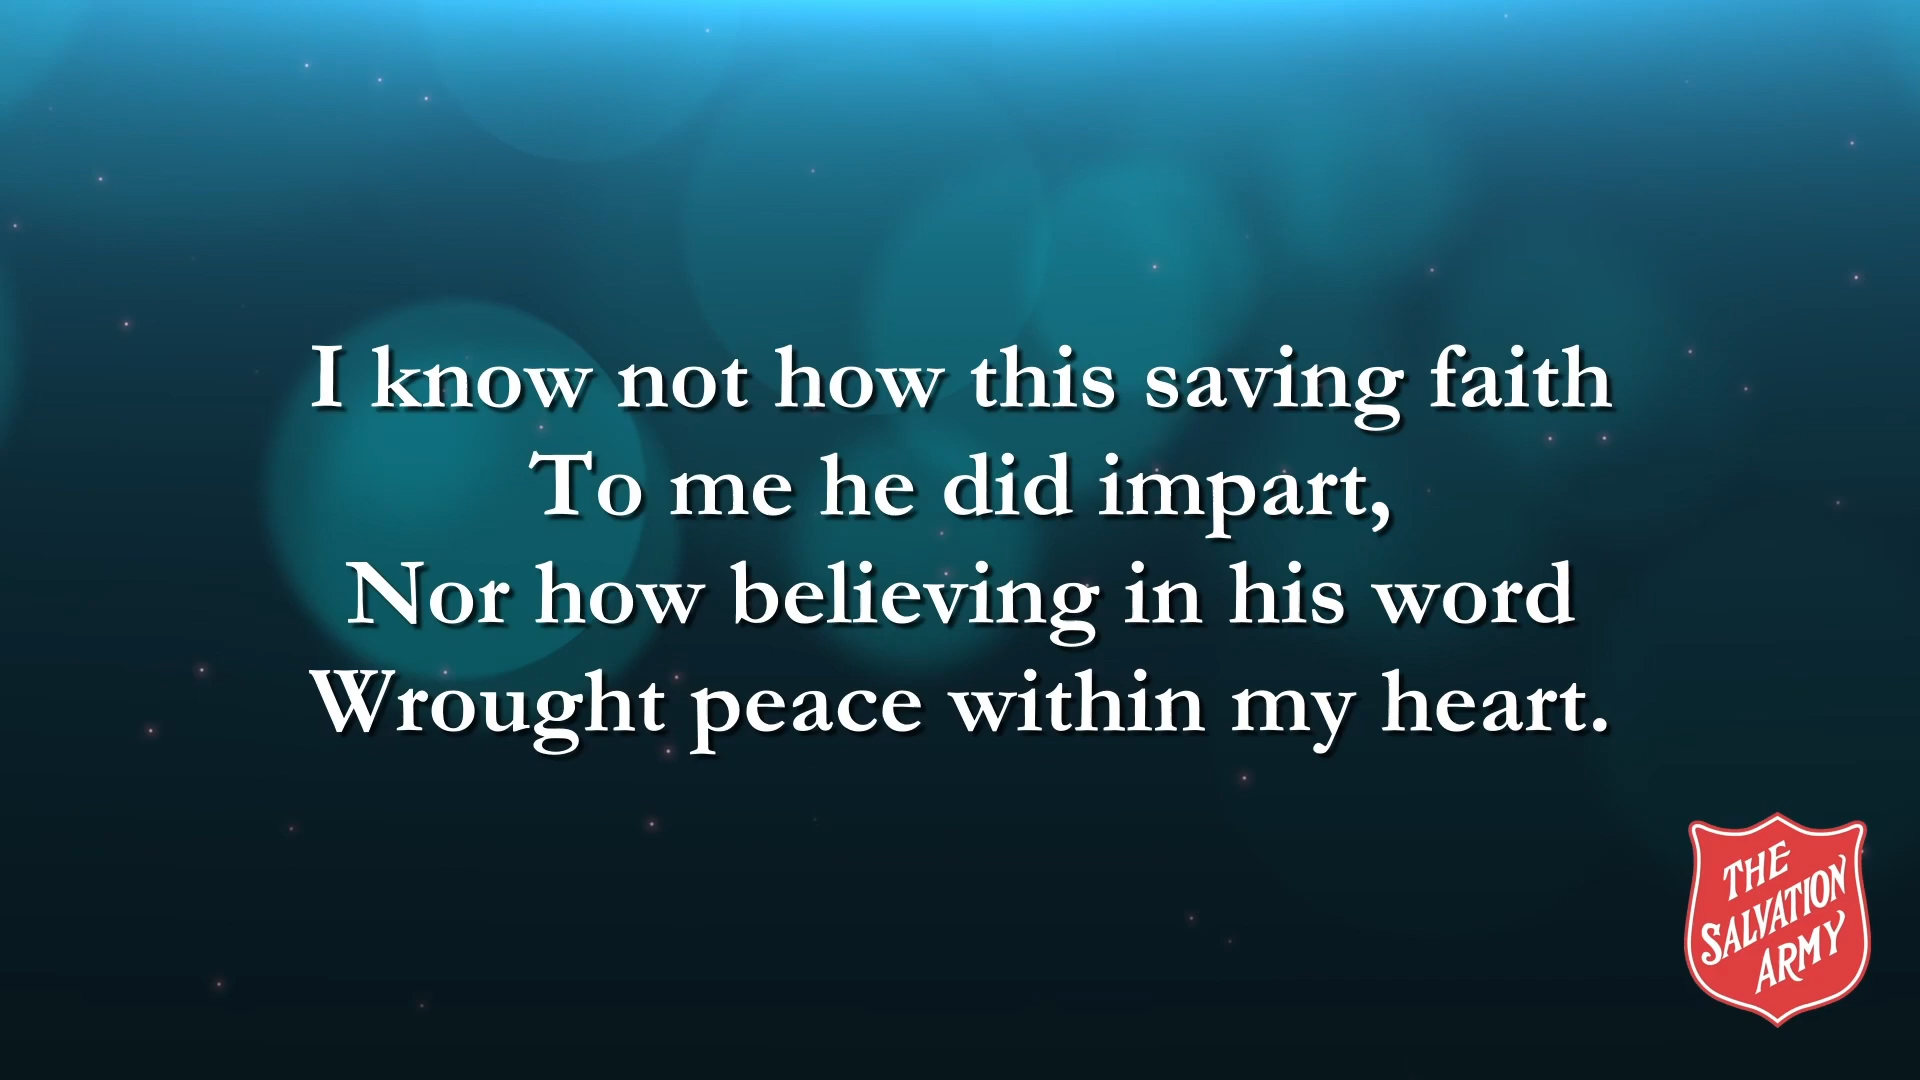 I know not how this saving faith
To me he did impart,
Nor how believing in his word
Wrought peace within my heart.
THE
SALVATION
ARMY